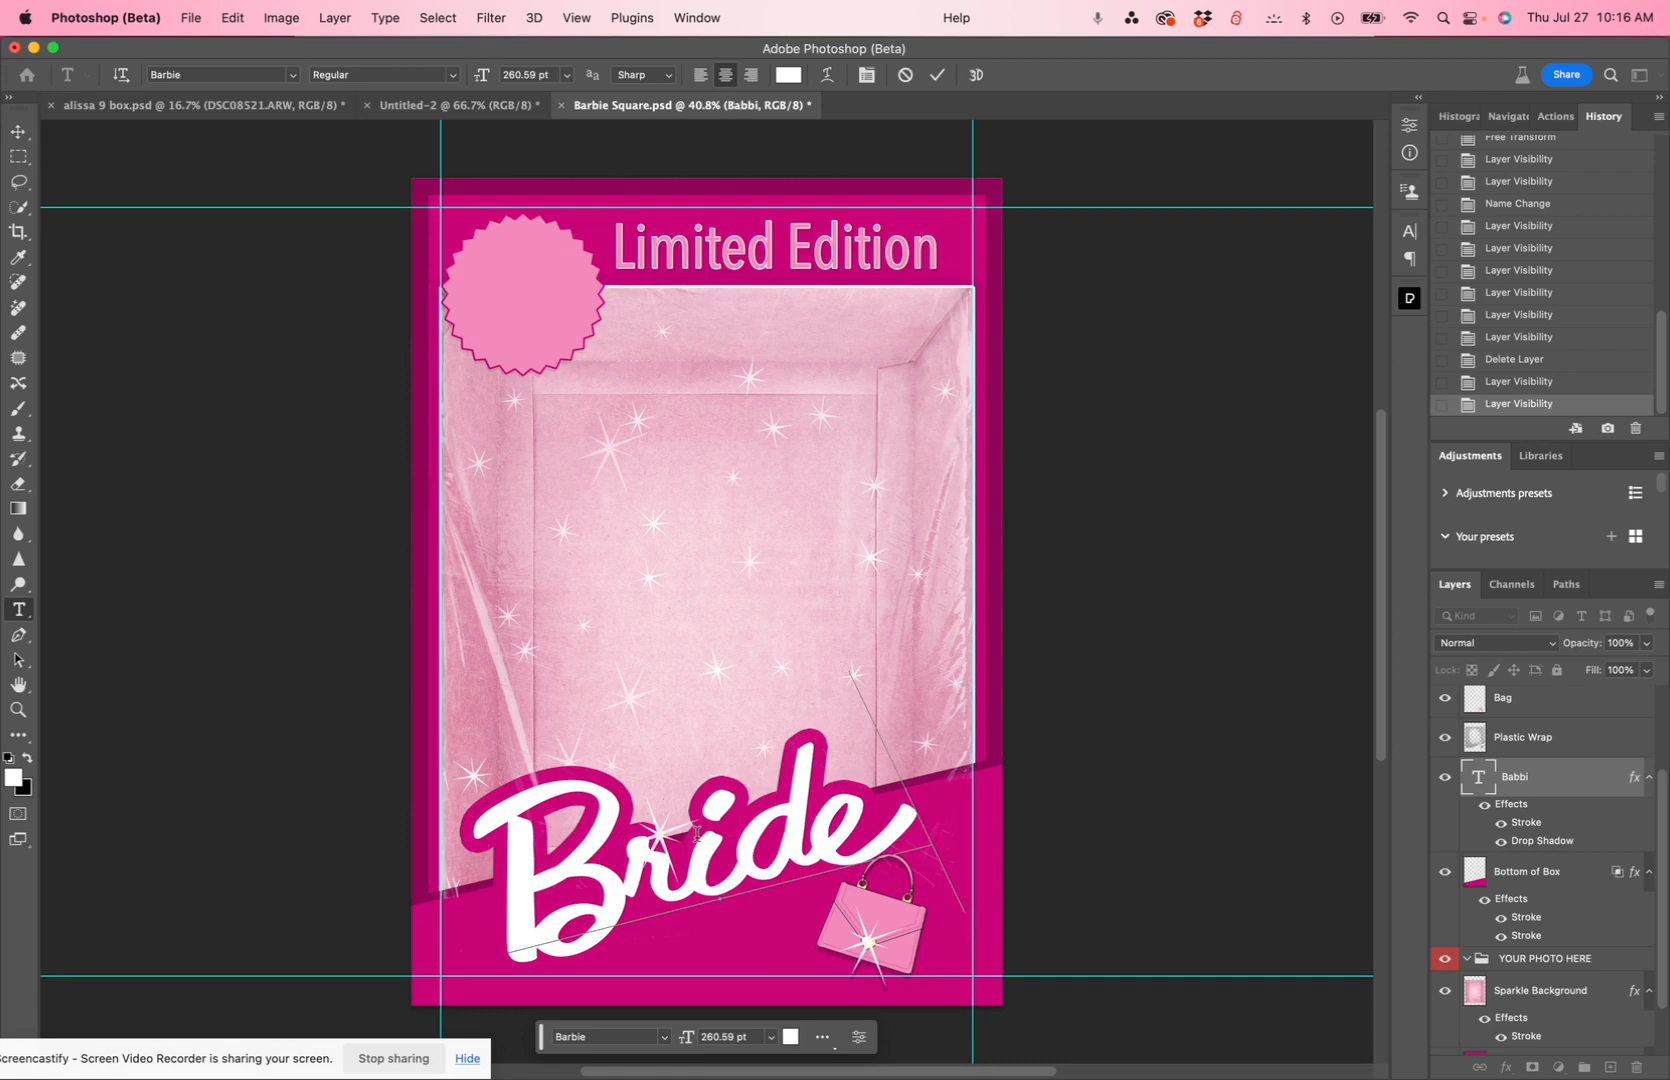 Photoshop (Beta) File Edit Image Layer Type Select Filter 3D View Plugins Window Help Thu Jul 27 10:16 AM
Adobe Photoshop (Beta)
Barbie Regular 260.59 pt Sharp 3D Share
alissa 9 box.psd @ 16.7% (DSC08521.ARW, RGB/8) * Untitled-2 @ 66.7% (RGB/8) * Barbie Square.psd @ 40.8% (Babbi, RGB/8) *
Histogra Navigate Actions History
Free Transform
Layer Visibility
Layer Visibility
Name Change
Layer Visibility
Layer Visibility
Layer Visibility
Layer Visibility
Layer Visibility
Layer Visibility
Delete Layer
Layer Visibility
Layer Visibility
Adjustments Libraries
Adjustments presets
Your presets
Layers Channels Paths
Kind
Normal Opacity: 100%
Lock: Fill: 100%
Bag
Plastic Wrap
Babbi fx
Effects
Stroke
Drop Shadow
Bottom of Box fx
Effects
Stroke
Stroke
YOUR PHOTO HERE
Sparkle Background fx
Effects
Stroke
Limited Edition
Bride
Barbie 260.59 pt
Screencastify - Screen Video Recorder is sharing your screen. Stop sharing Hide